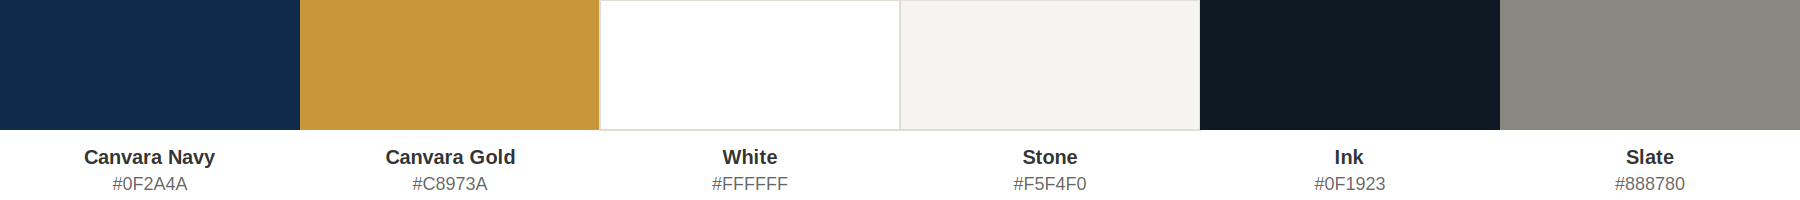 Canvara Navy
#0F2A4A
Canvara Gold
#C8973A
White
#FFFFFF
Stone
#F5F4F0
Ink
#0F1923
Slate
#888780